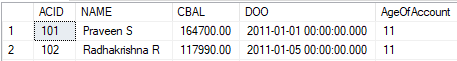 ACID NAME CBAL DOO AgeOfAccount
1 101 Praveen S 164700.00 2011-01-01 00:00:00.000 11
2 102 Radhakrishna R 117990.00 2011-01-05 00:00:00.000 11